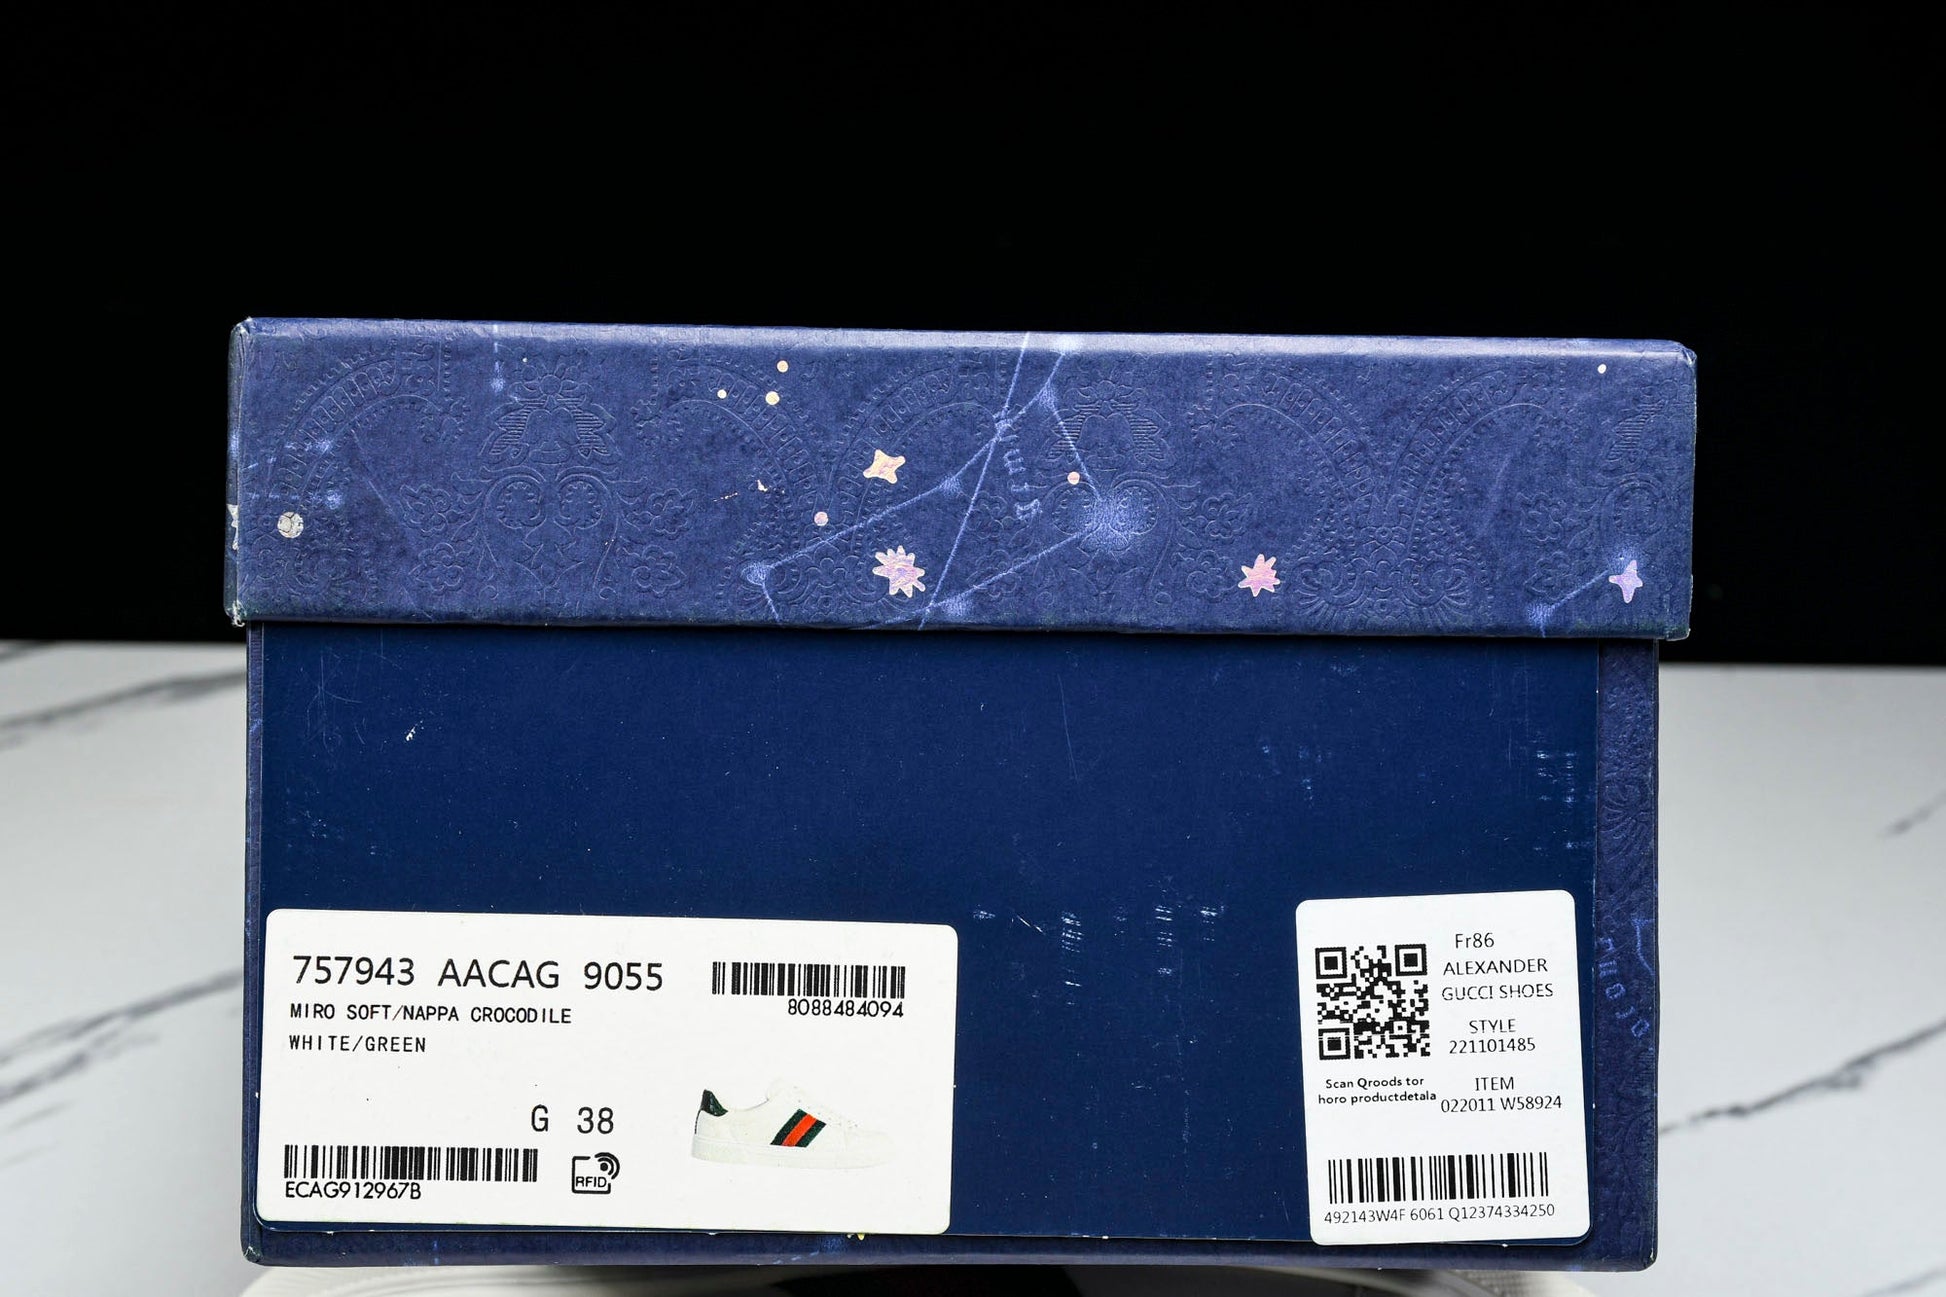 757943 AACAG 9055
MIRO SOFT/NAPPA CROCODILE
WHITE/GREEN
8088484094
G 38
ECAG912967B
RFID
Fr86
ALEXANDER
GUCCI SHOES
STYLE
221101485
Scan Qroods tor
horo productdetala
ITEM
022011 W58924
492143W4F 6061 Q12374334250